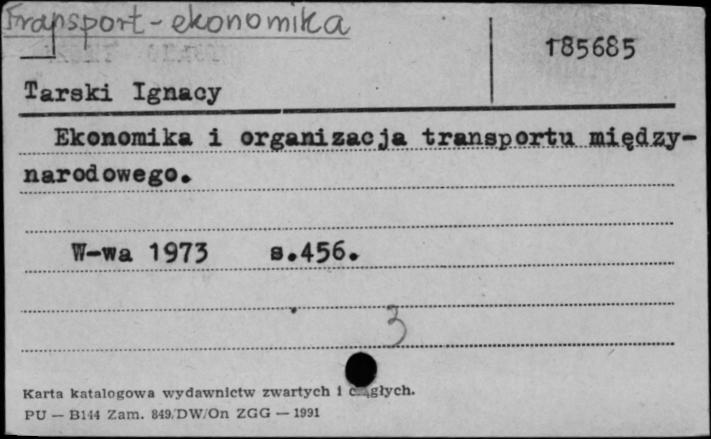 Transport-ekonomika
185685
Tarski Ignacy
Ekonomika i organizacja transportu między-
narodowego.
W-wa 1973 s.456.
3
Karta katalogowa wydawnictw zwartych i głych.
PU — B144 Zam. 849/DW/On ZGG — 1991